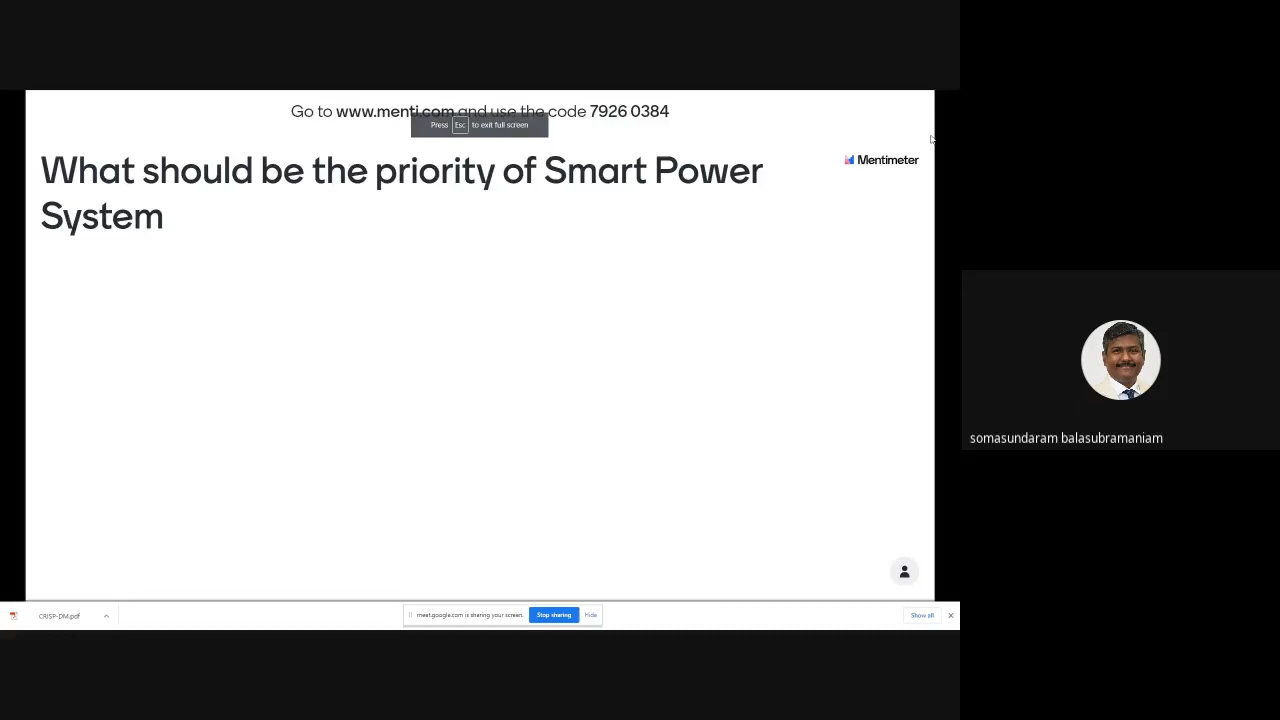 Go to www.menti.com and use the code 7926 0384
Press Esc to exit full screen
Mentimeter
What should be the priority of Smart Power
System
somasundaram balasubramaniam
CRISP-DM.pdf
meet.google.com is sharing your screen.
Stop sharing
Hide
Show all